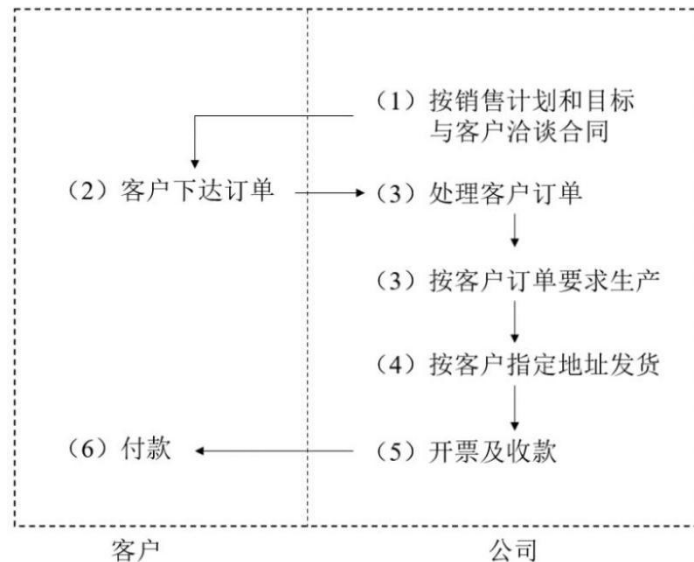 （1）按销售计划和目标
与客户洽谈合同
（2）客户下达订单
（3）处理客户订单
（3）按客户订单要求生产
（4）按客户指定地址发货
（6）付款
（5）开票及收款
客户
公司